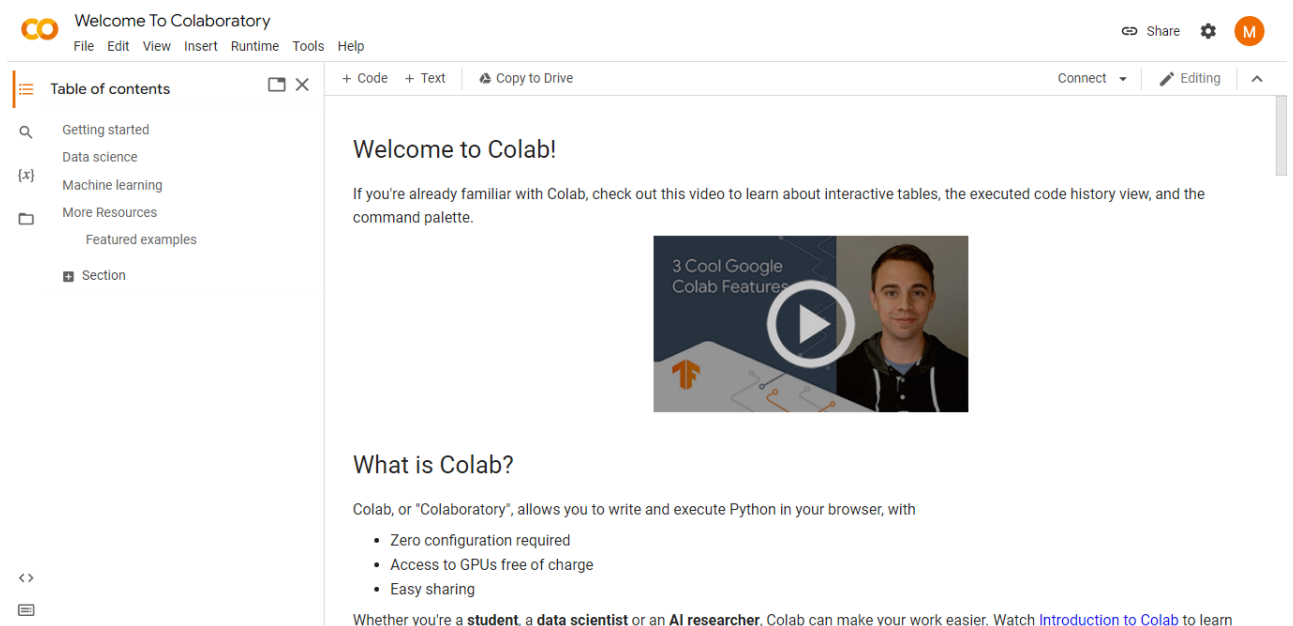 Welcome To Colaboratory
File Edit View Insert Runtime Tools Help
Share
M
Table of contents
+ Code + Text Copy to Drive
Connect Editing
Getting started
Data science
{x}
Machine learning
More Resources
Featured examples
Section
Welcome to Colab!
If you're already familiar with Colab, check out this video to learn about interactive tables, the executed code history view, and the
command palette.
3 Cool Google
Colab Features
What is Colab?
Colab, or "Colaboratory", allows you to write and execute Python in your browser, with
• Zero configuration required
• Access to GPUs free of charge
• Easy sharing
Whether you're a student, a data scientist or an AI researcher, Colab can make your work easier. Watch Introduction to Colab to learn